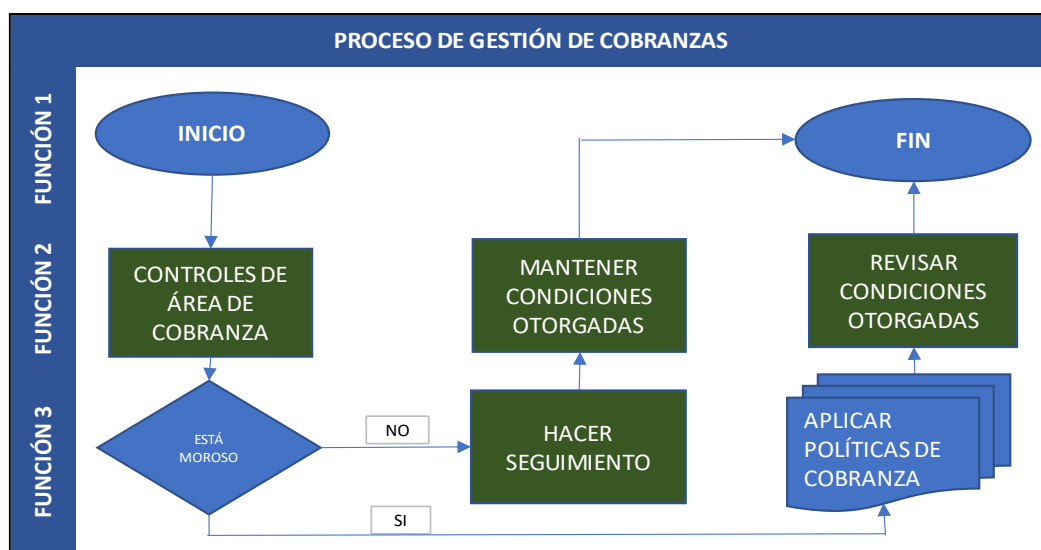 PROCESO DE GESTIÓN DE COBRANZAS
FUNCIÓN 1
INICIO
FIN
FUNCIÓN 2
CONTROLES DE
ÁREA DE
COBRANZA
MANTENER
CONDICIONES
OTORGADAS
REVISAR
CONDICIONES
OTORGADAS
FUNCIÓN 3
ESTÁ
MOROSO
NO
HACER
SEGUIMIENTO
APLICAR
POLÍTICAS DE
COBRANZA
SI